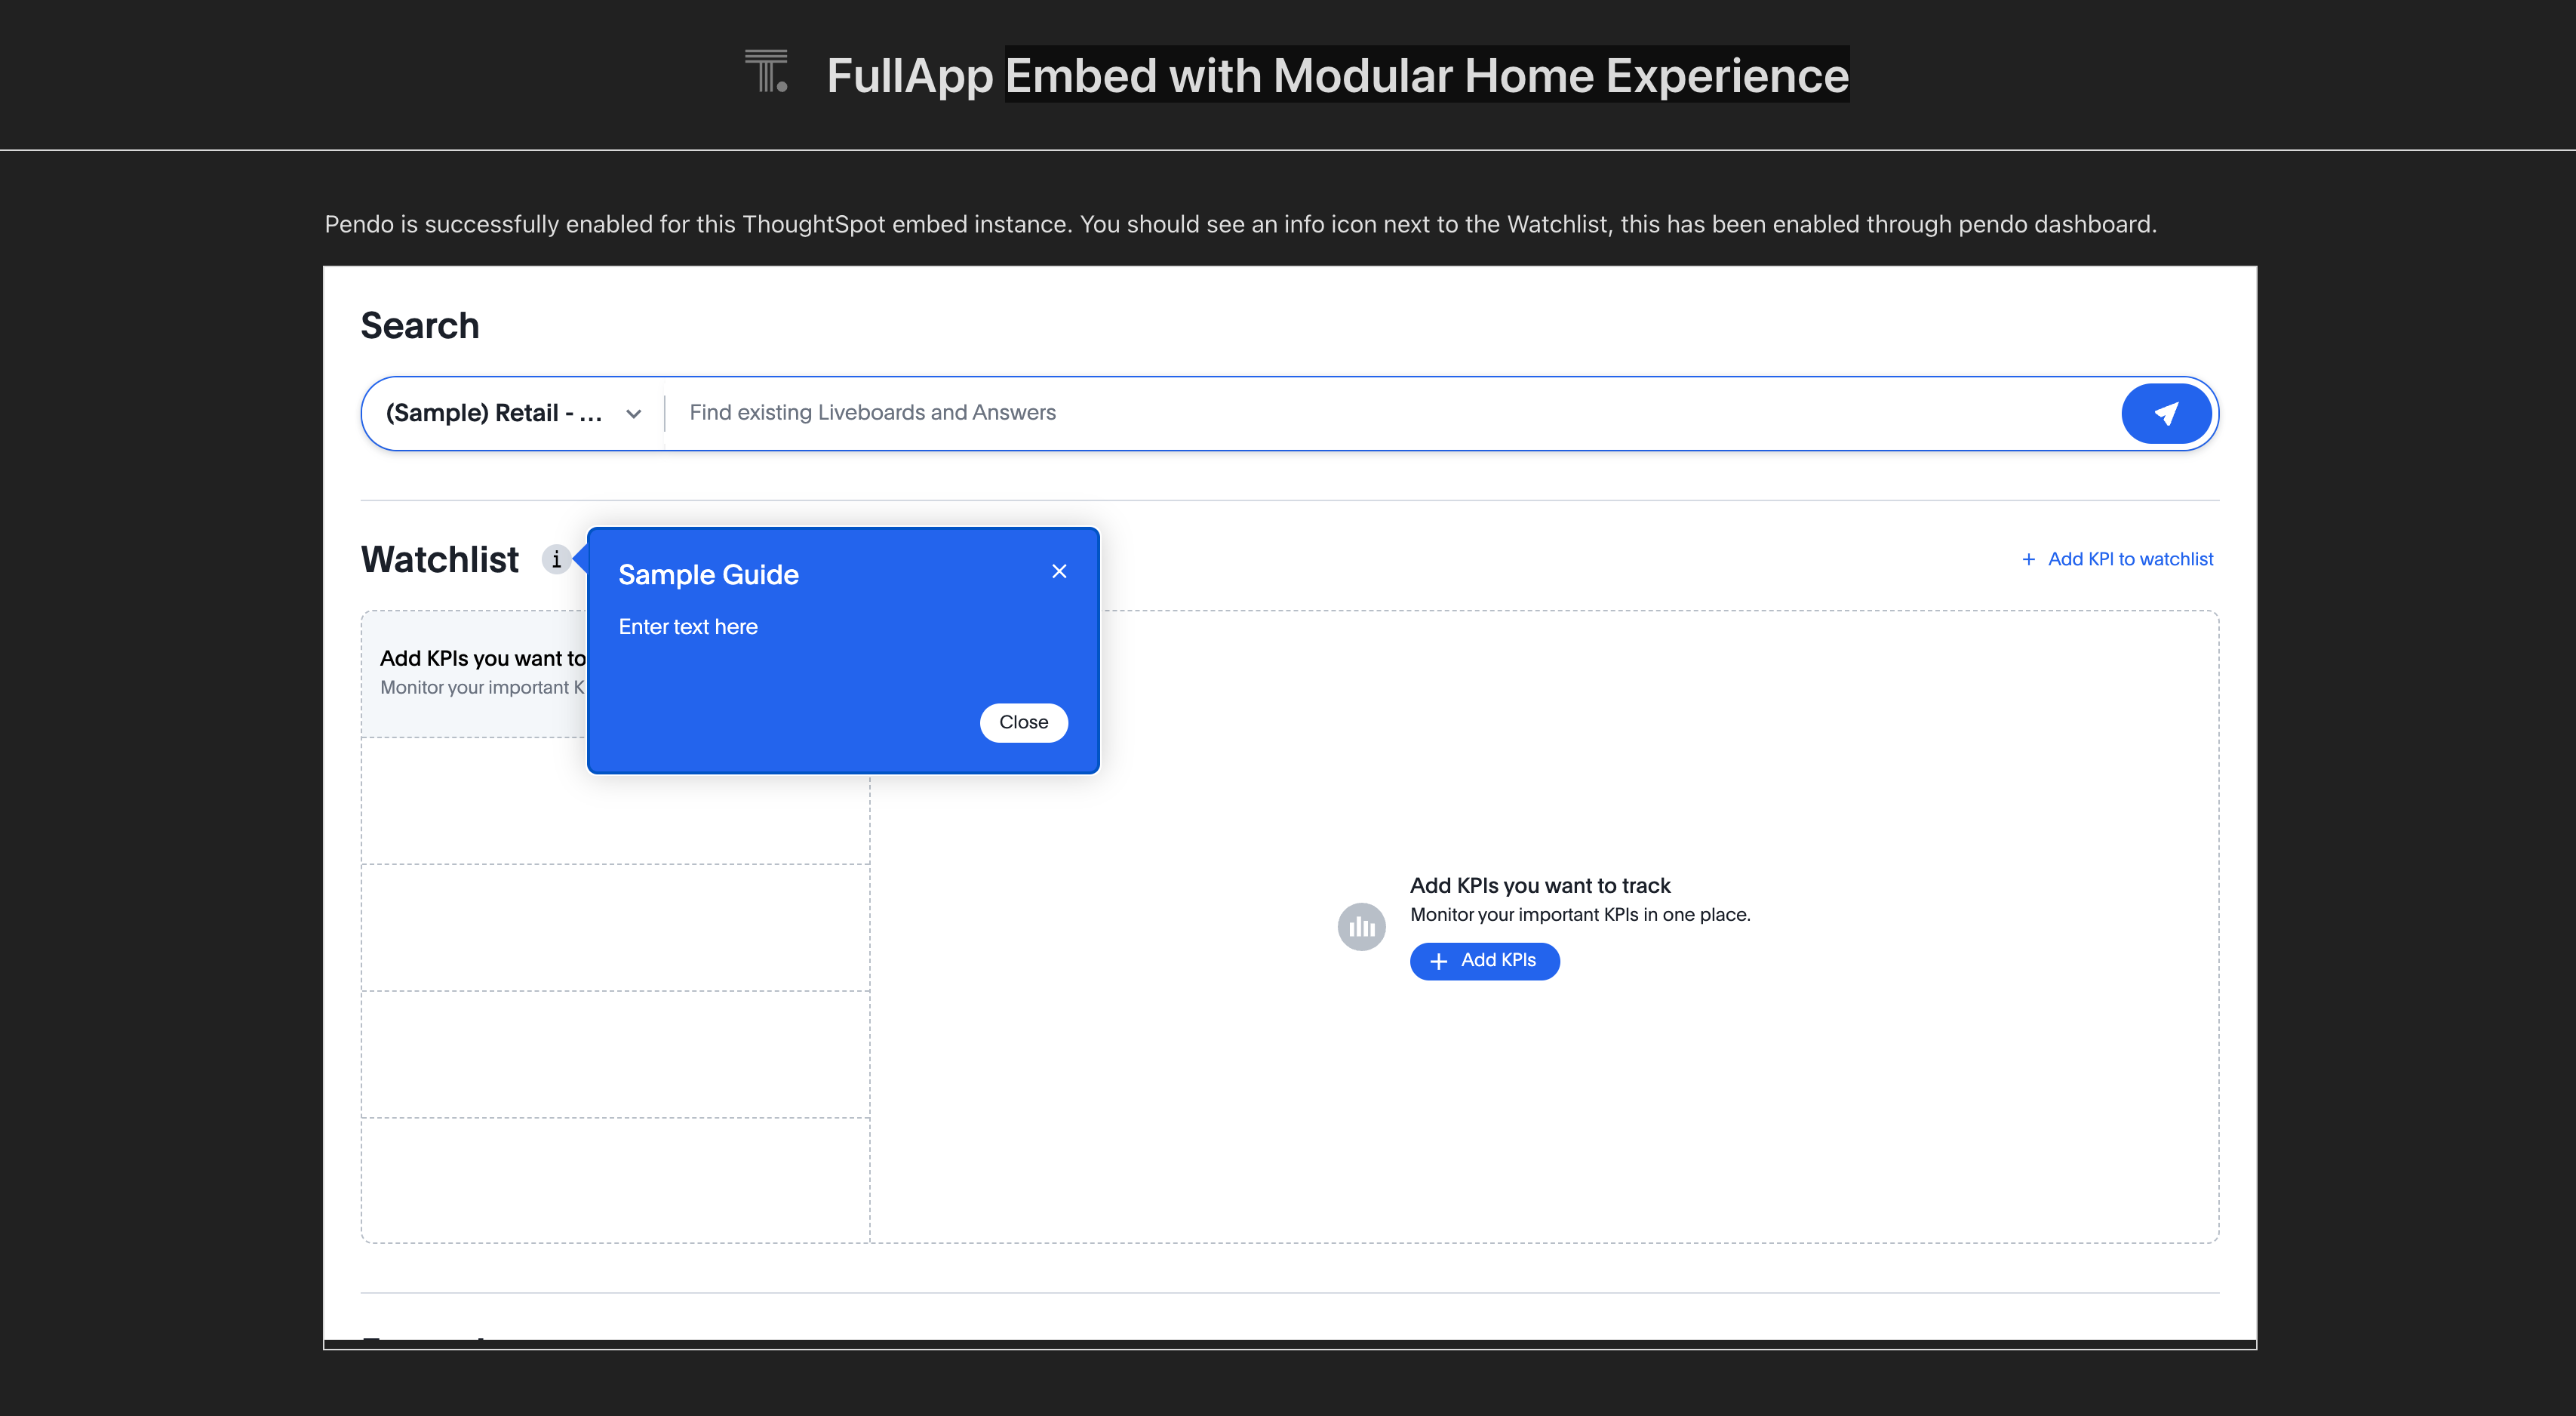 FullApp Embed with Modular Home Experience
Pendo is successfully enabled for this ThoughtSpot embed instance. You should see an info icon next to the Watchlist, this has been enabled through pendo dashboard.
Search
(Sample) Retail - ...
Find existing Liveboards and Answers
Watchlist i
Sample Guide
Enter text here
Close
+ Add KPI to watchlist
Add KPIs you want to
Monitor your important
Add KPIs you want to track
Monitor your important KPIs in one place.
+ Add KPIs